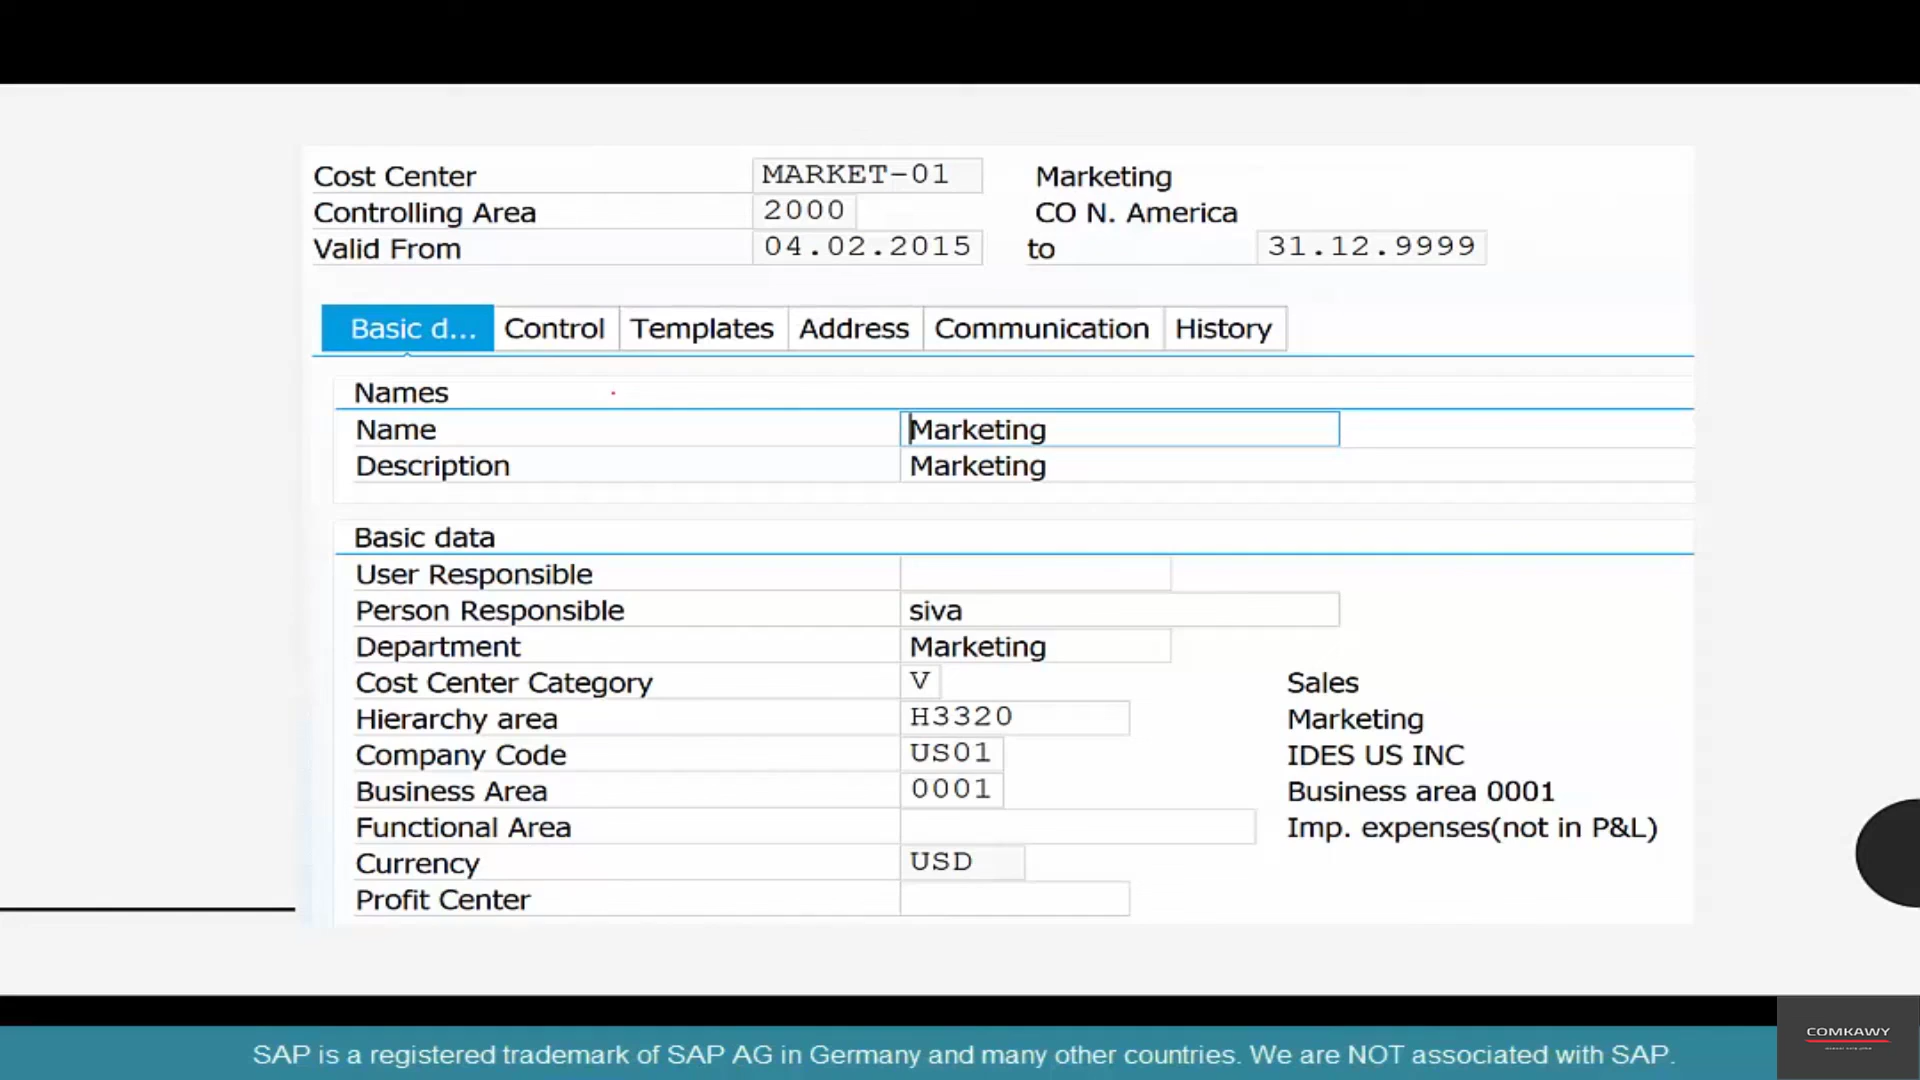 Cost Center MARKET-01 Marketing
Controlling Area 2000 CO N. America
Valid From 04.02.2015 to 31.12.9999
Basic d... Control Templates Address Communication History
Names
Name Marketing
Description Marketing
Basic data
User Responsible
Person Responsible siva
Department Marketing
Cost Center Category V Sales
Hierarchy area H3320 Marketing
Company Code US01 IDES US INC
Business Area 0001 Business area 0001
Functional Area Imp. expenses(not in P&L)
Currency USD
Profit Center
SAP is a registered trademark of SAP AG in Germany and many other countries. We are NOT associated with SAP.
COMKAWY